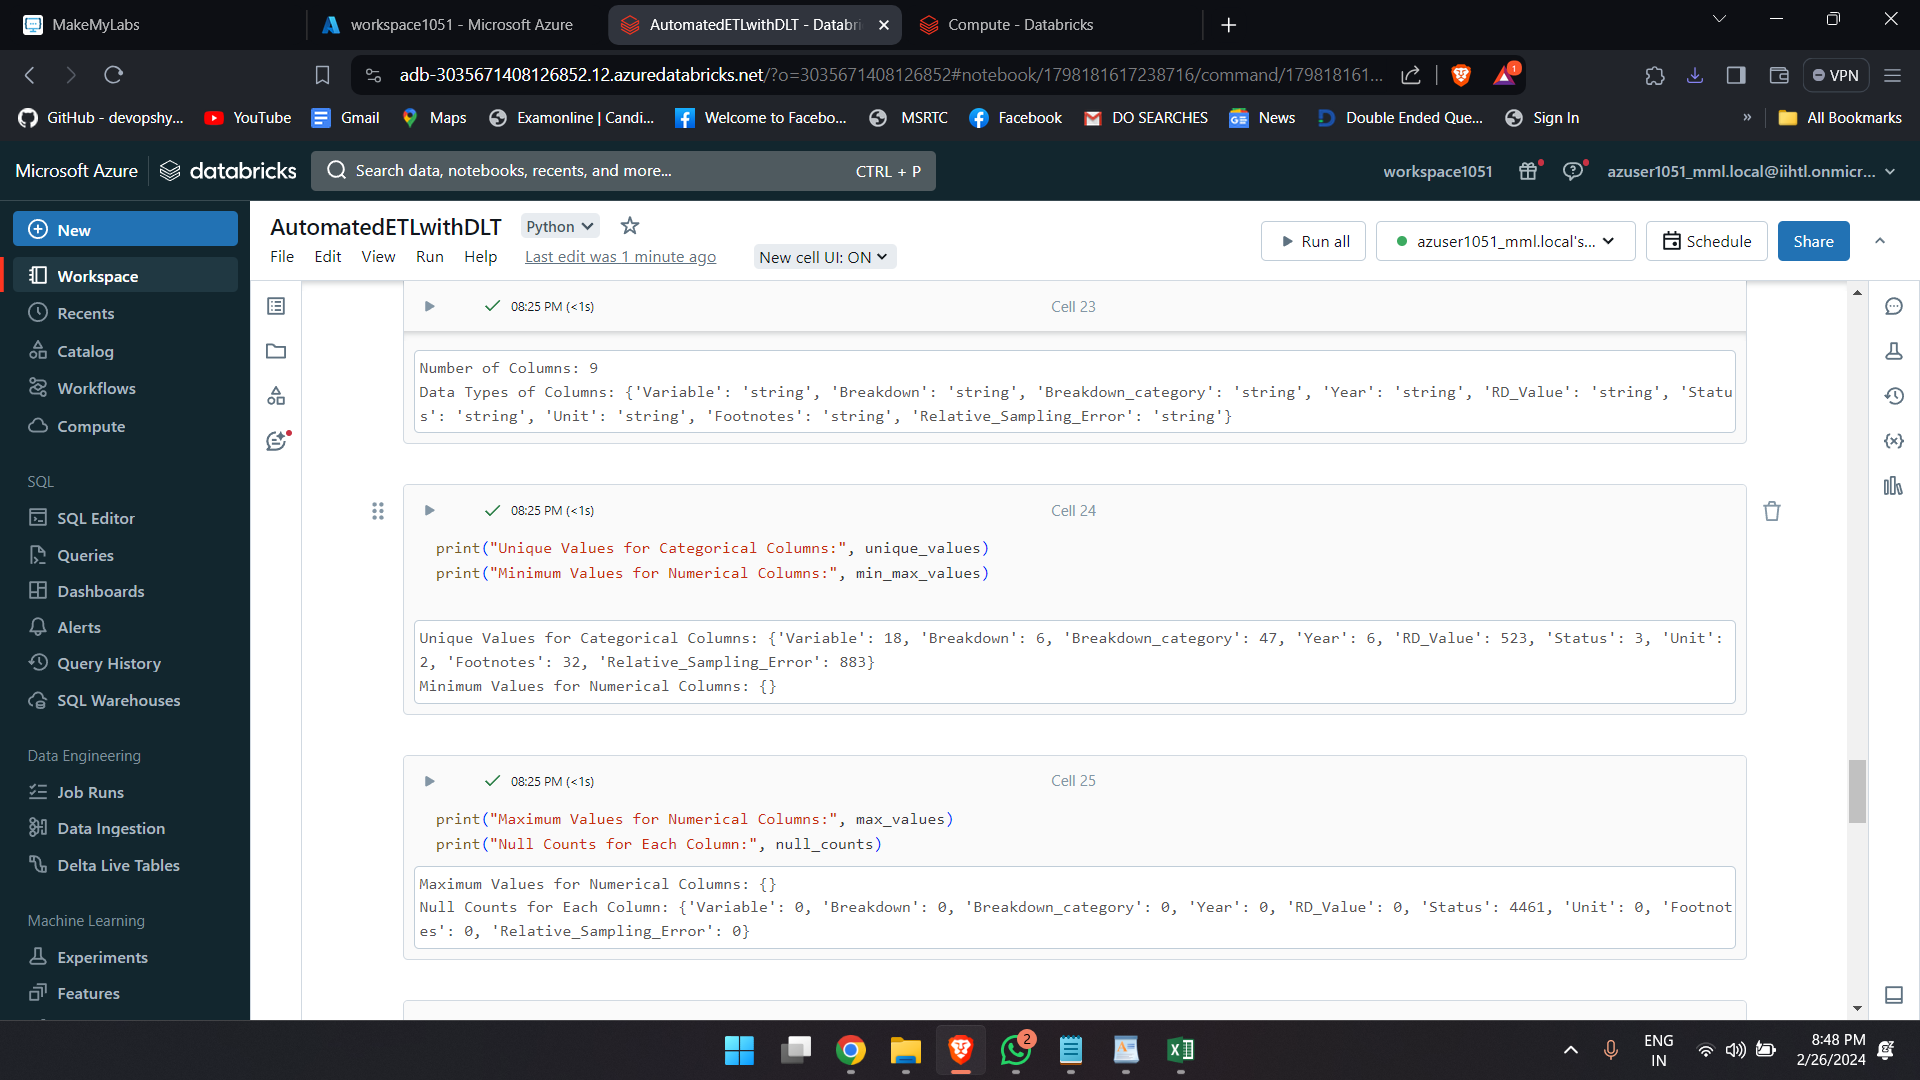 MakeMyLabs
workspace1051 - Microsoft Azure
AutomatedETLwithDLT - Databri
Compute - Databricks
adb-3035671408126852.12.azuredatabricks.net/?o=3035671408126852#notebook/1798181617238716/command/179818161...
1
VPN
GitHub - devopshy...
YouTube
Gmail
Maps
Examonline | Candi...
Welcome to Facebo...
MSRTC
Facebook
DO SEARCHES
News
Double Ended Que...
Sign In
»
All Bookmarks
Microsoft Azure
databricks
Search data, notebooks, recents, and more...
CTRL + P
workspace1051
azuser1051_mml.local@iihtl.onmicr...
New
Workspace
Recents
Catalog
Workflows
Compute
SQL
SQL Editor
Queries
Dashboards
Alerts
Query History
SQL Warehouses
Data Engineering
Job Runs
Data Ingestion
Delta Live Tables
Machine Learning
Experiments
Features
AutomatedETLwithDLT
Python
File
Edit
View
Run
Help
Last edit was 1 minute ago
New cell UI: ON
Run all
azuser1051_mml.local's...
Schedule
Share
08:25 PM (<1s)
Cell 23
Number of Columns: 9
Data Types of Columns: {'Variable': 'string', 'Breakdown': 'string', 'Breakdown_category': 'string', 'Year': 'string', 'RD_Value': 'string', 'Statu
s': 'string', 'Unit': 'string', 'Footnotes': 'string', 'Relative_Sampling_Error': 'string'}
08:25 PM (<1s)
Cell 24
print("Unique Values for Categorical Columns:", unique_values)
print("Minimum Values for Numerical Columns:", min_max_values)
Unique Values for Categorical Columns: {'Variable': 18, 'Breakdown': 6, 'Breakdown_category': 47, 'Year': 6, 'RD_Value': 523, 'Status': 3, 'Unit':
2, 'Footnotes': 32, 'Relative_Sampling_Error': 883}
Minimum Values for Numerical Columns: {}
08:25 PM (<1s)
Cell 25
print("Maximum Values for Numerical Columns:", max_values)
print("Null Counts for Each Column:", null_counts)
Maximum Values for Numerical Columns: {}
Null Counts for Each Column: {'Variable': 0, 'Breakdown': 0, 'Breakdown_category': 0, 'Year': 0, 'RD_Value': 0, 'Status': 4461, 'Unit': 0, 'Footnot
es': 0, 'Relative_Sampling_Error': 0}
2
ENG
IN
8:48 PM
2/26/2024